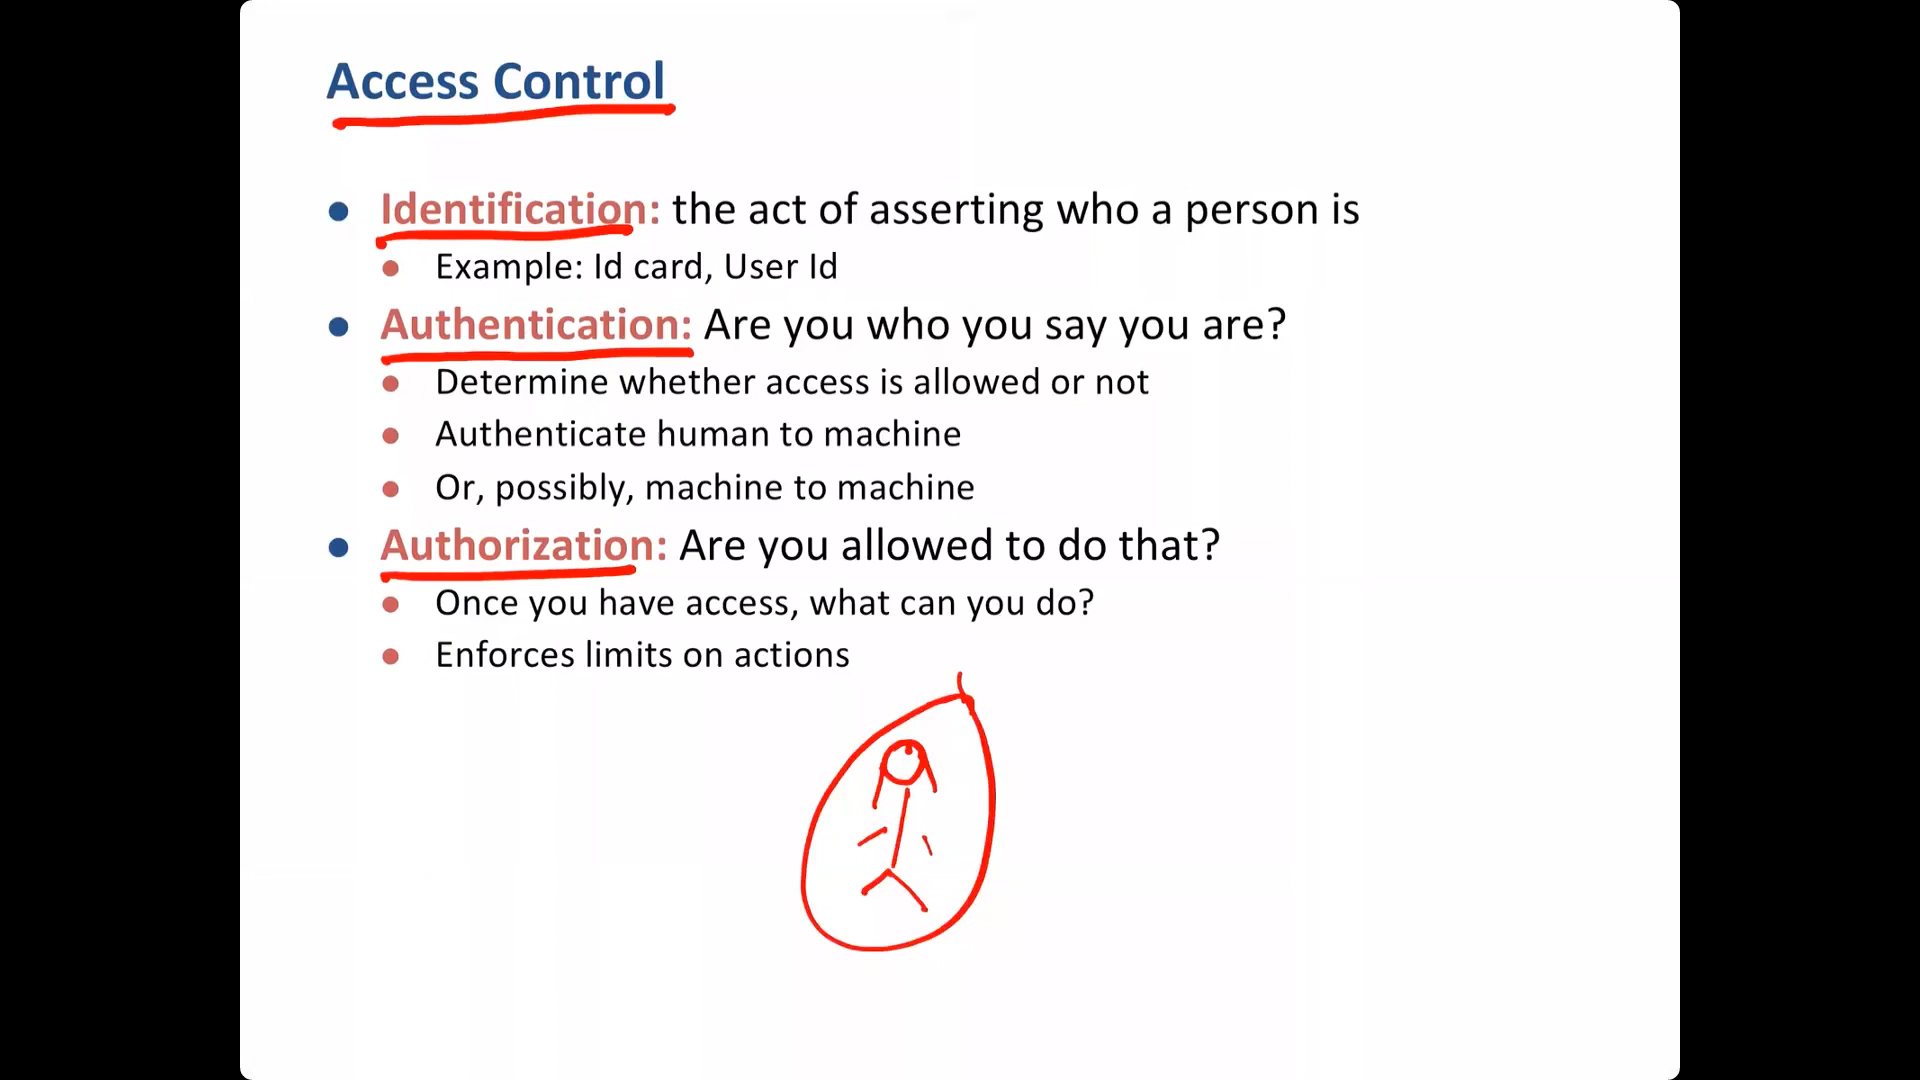 Access Control
Identification: the act of asserting who a person is
Example: Id card, User Id
Authentication: Are you who you say you are?
Determine whether access is allowed or not
Authenticate human to machine
Or, possibly, machine to machine
Authorization: Are you allowed to do that?
Once you have access, what can you do?
Enforces limits on actions